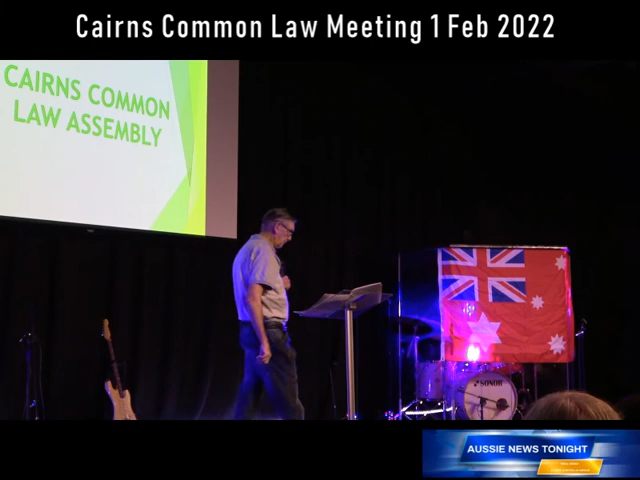 Cairns Common Law Meeting 1 Feb 2022
CAIRNS COMMON
LAW ASSEMBLY
SONOR
AUSSIE NEWS TONIGHT